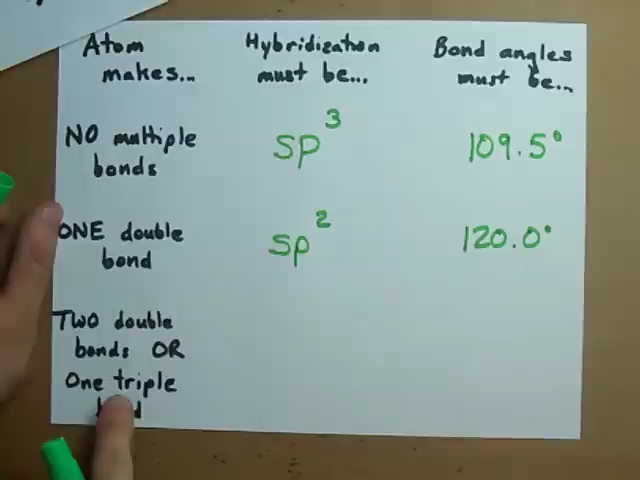 Atom makes...
Hybridization must be...
Bond angles must be...
NO multiple bonds
sp³
109.5°
ONE double bond
sp²
120.0°
TWO double
bonds OR
One triple